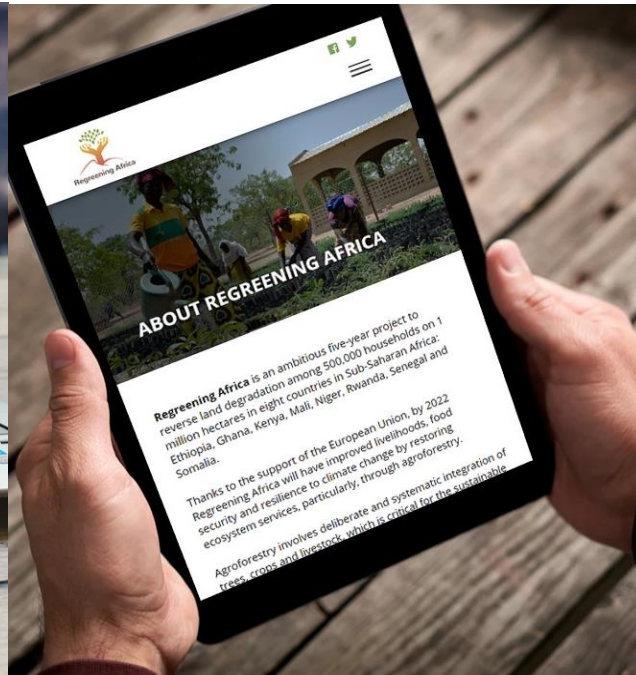 Regreening Africa
ABOUT REGREENING AFRICA
Regreening Africa is an ambitious five-year project to
reverse land degradation among 500,000 households on 1
million hectares in eight countries in Sub-Saharan Africa:
Ethiopia, Ghana, Kenya, Mali, Niger, Rwanda, Senegal and
Somalia.
Thanks to the support of the European Union, by 2022
Regreening Africa will have improved livelihoods, food
security and resilience to climate change by restoring
ecosystem services, particularly, through agroforestry.
Agroforestry involves deliberate and systematic integration of
trees, crops and livestock, which is critical for the sustainable